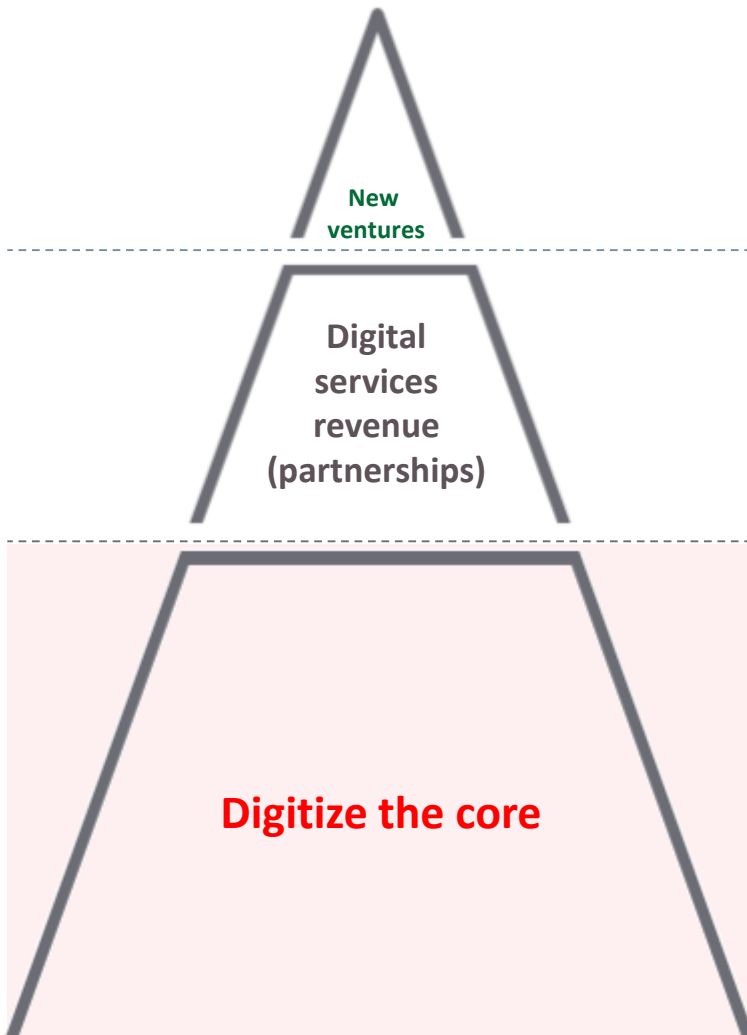 New
ventures
Digital
services
revenue
(partnerships)
Digitize the core